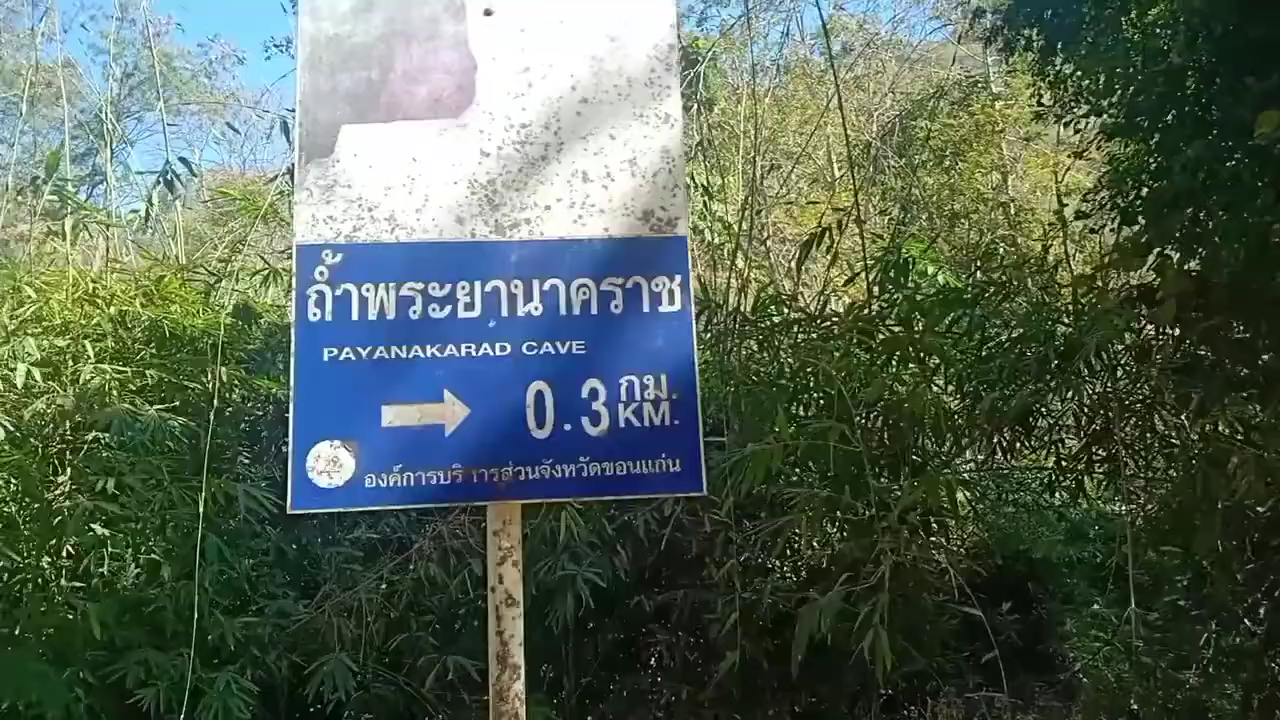 ถ้ำพระยานาคราช
PAYANAKARAD CAVE
0.3 กม.
KM.
องค์การบริหารส่วนจังหวัดขอนแก่น